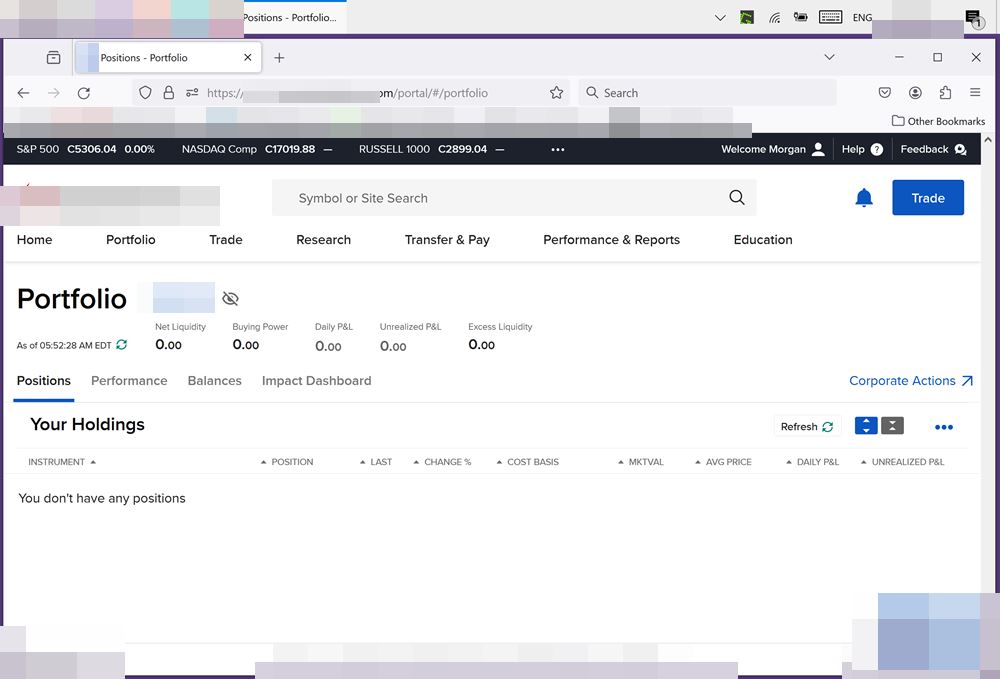 Positions - Portfolio...
ENG
1
Positions - Portfolio
https://
om/portal/#/portfolio
Search
Other Bookmarks
S&P 500 C5306.04 0.00% NASDAQ Comp C17019.88 — RUSSELL 1000 C2899.04 — ••• Welcome Morgan Help ? Feedback
Symbol or Site Search
Trade
Home Portfolio Trade Research Transfer & Pay Performance & Reports Education
Portfolio
Net Liquidity Buying Power Daily P&L Unrealized P&L Excess Liquidity
As of 05:52:28 AM EDT 0.00 0.00 0.00 0.00 0.00
Positions Performance Balances Impact Dashboard Corporate Actions
Your Holdings Refresh
INSTRUMENT POSITION LAST CHANGE % COST BASIS MKTVAL AVG PRICE DAILY P&L UNREALIZED P&L
You don't have any positions